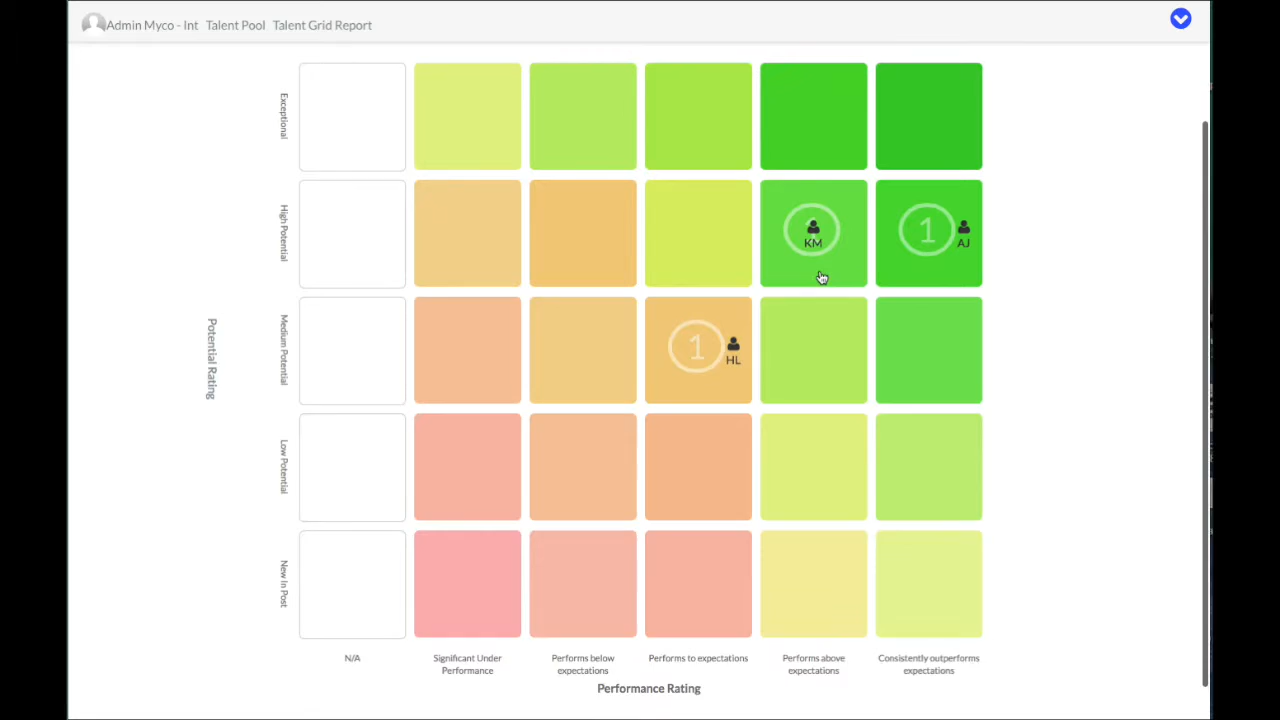 Admin Myco - Int Talent Pool Talent Grid Report
Exceptional
High Potential
1
KM
1
AJ
Potential Rating
Medium Potential
1
HL
Low Potential
New In Post
N/A
Significant Under
Performance
Performs below
expectations
Performs to expectations
Performs above
expectations
Consistently outperforms
expectations
Performance Rating